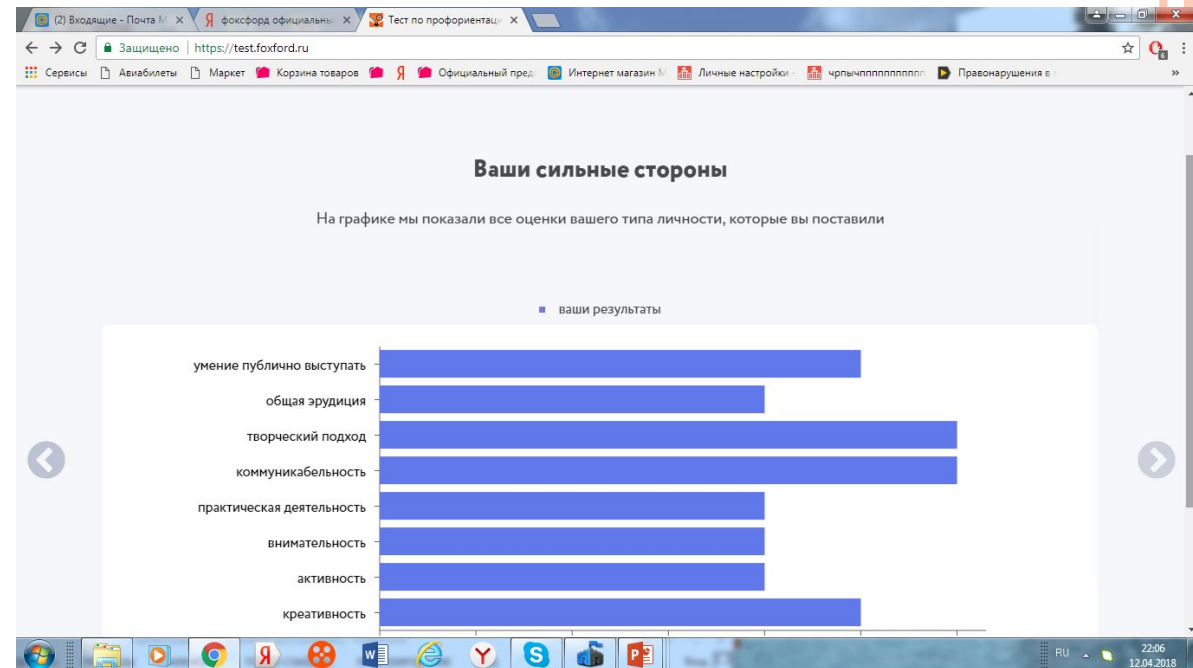 (2) Входящие - Почта М
фоксфорд официальны
Тест по профориентаци
Защищено | https://test.foxford.ru
Сервисы Авиабилеты Маркет Корзина товаров Я Официальный пред Интернет магазин М Личные настройки - чрпычпппппппппппп Правонарушения в »
Ваши сильные стороны
На графике мы показали все оценки вашего типа личности, которые вы поставили
ваши результаты
умение публично выступать
общая эрудиция
творческий подход
коммуникабельность
практическая деятельность
внимательность
активность
креативность
RU
22:06
12.04.2018